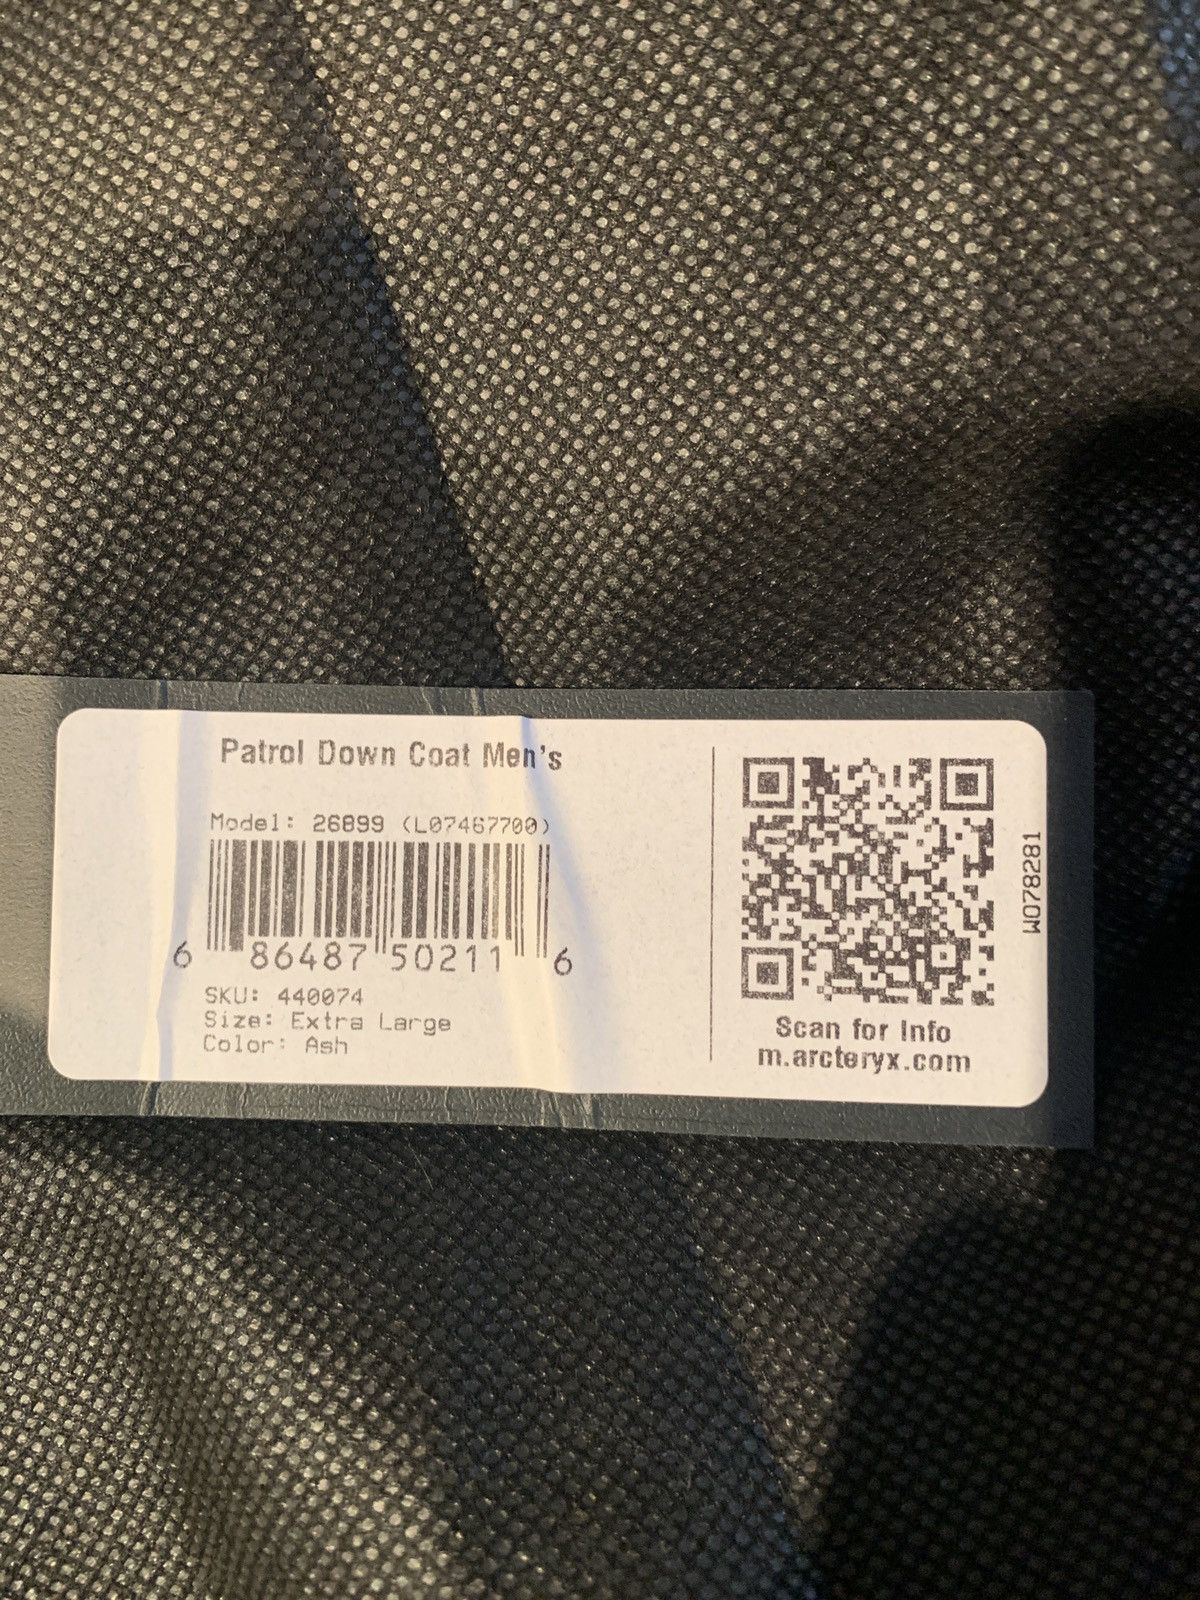 Patrol Down Coat Men's
Model: 26899 (L07467700)
6 86487 50211 6
SKU: 440074
Size: Extra Large
Color: Ash
Scan for Info
m.arcteryx.com
W078281